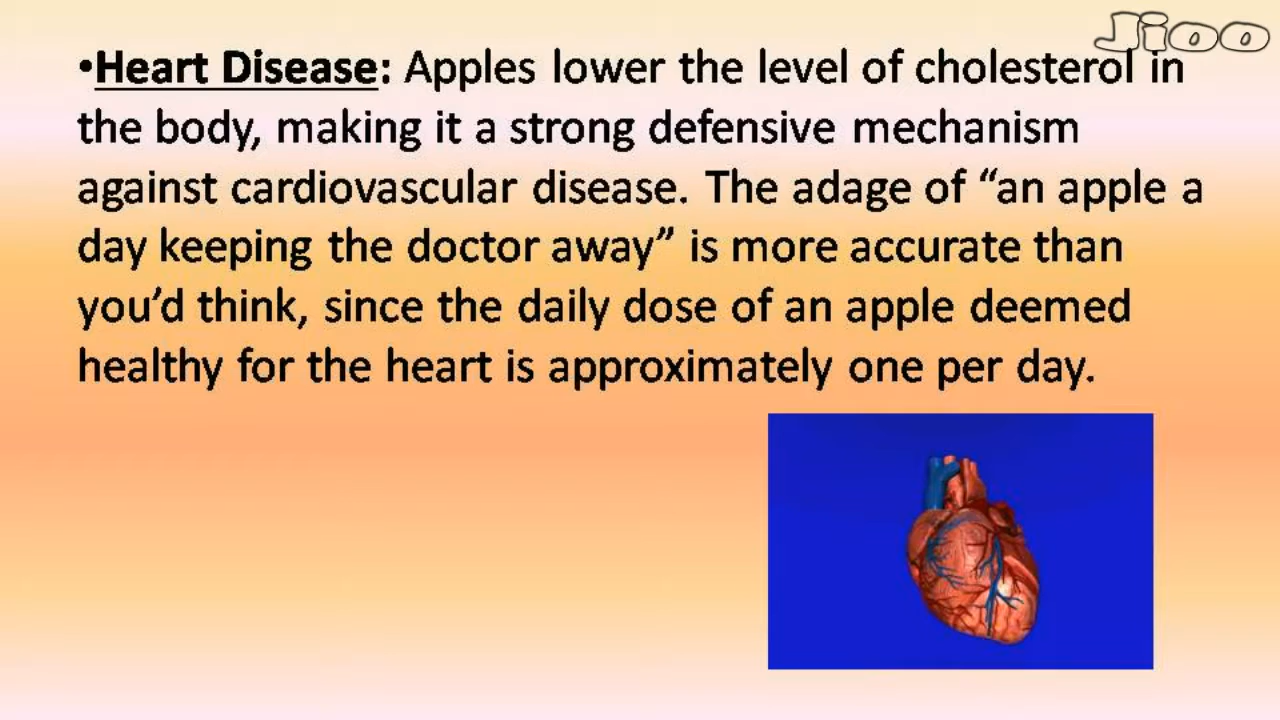 Jioo
•Heart Disease: Apples lower the level of cholesterol in
the body, making it a strong defensive mechanism
against cardiovascular disease. The adage of “an apple a
day keeping the doctor away” is more accurate than
you’d think, since the daily dose of an apple deemed
healthy for the heart is approximately one per day.